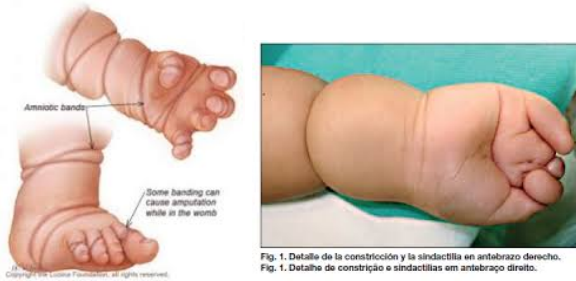 Amniotic bands
Some banding can
cause amputation
while in the womb
Copyright the Lucina Foundation, all rights reserved.
Fig. 1. Detalle de la constricción y la sindactilia en antebrazo derecho.
Fig. 1. Detalhe de constrição e sindactilias em antebraço direito.